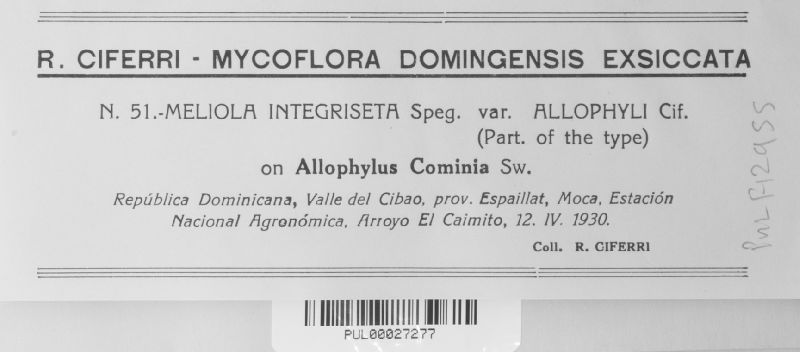 R. CIFERRI - MYCOFLORA DOMINGENSIS EXSICCATA
N. 51.-MELIOLA INTEGRISETA Speg. var. ALLOPHYLI Cif.
(Part. of the type)
on Allophylus Cominia Sw.
República Dominicana, Valle del Cibao, prov. Espaillat, Moca, Estación
Nacional Agronómica, Arroyo El Caimito, 12. IV. 1930.
Coll. R. CIFERRI
PUL F12955
PUL00027277